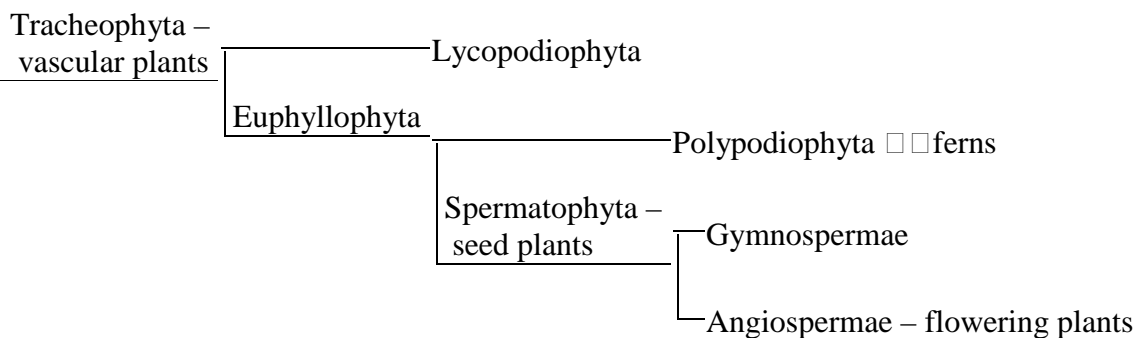 Tracheophyta –
vascular plants
Lycopodiophyta
Euphyllophyta
Polypodiophyta □□ferns
Spermatophyta –
seed plants
Gymnospermae
Angiospermae – flowering plants